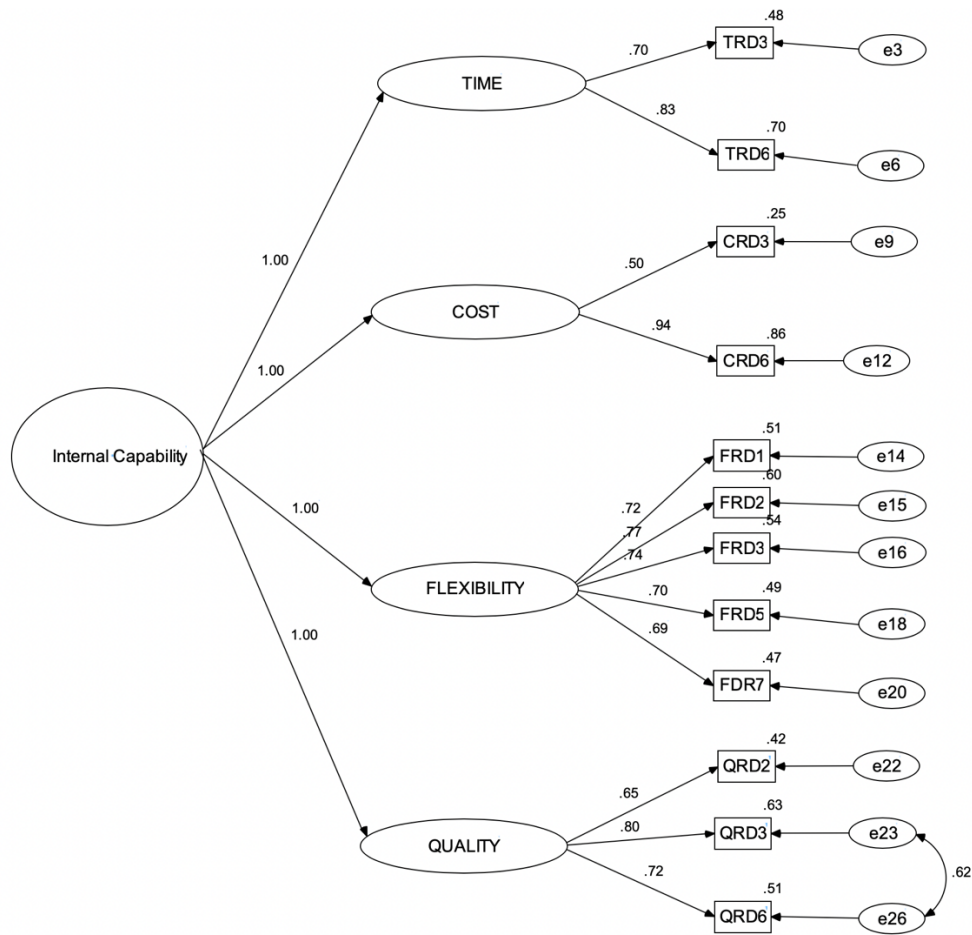 .48
TRD3
e3
.70
TIME
.83
.70
TRD6
e6
.25
CRD3
e9
1.00
.50
COST
.94
.86
CRD6
e12
1.00
.51
FRD1
e14
Internal Capability
.60
.72
FRD2
e15
1.00
.77
.54
.74
FRD3
e16
FLEXIBILITY
.70
.49
FRD5
e18
1.00
.69
.47
FDR7
e20
.42
QRD2
e22
.65
.63
.80
QRD3
e23
QUALITY
.62
.72
.51
QRD6
e26